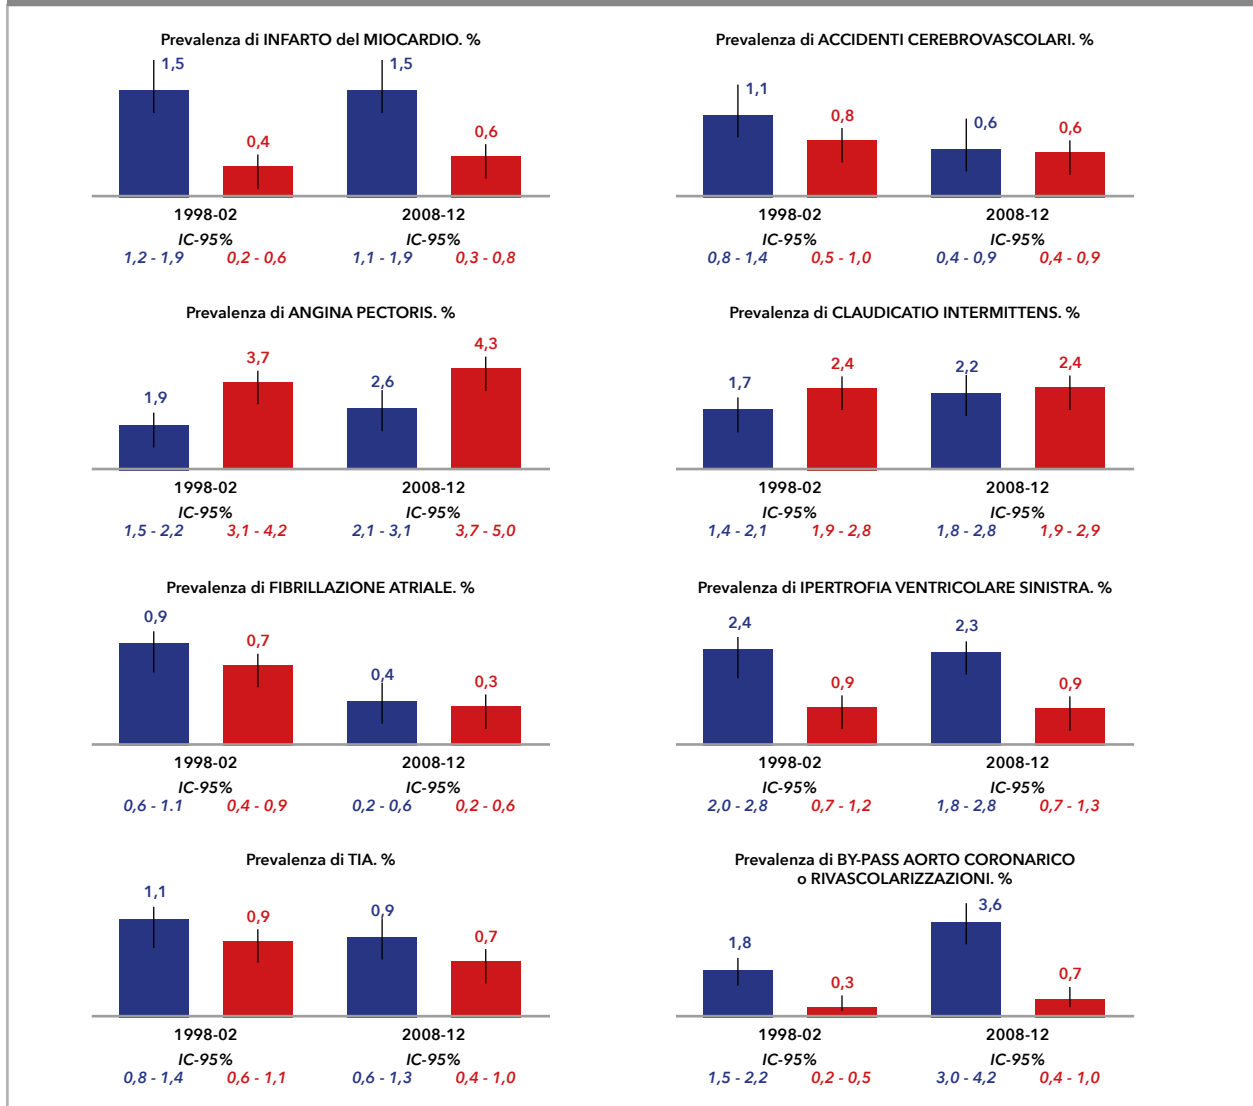 Prevalenza di INFARTO del MIOCARDIO. %
1,5
0,4
1,5
0,6
1998-02
2008-12
IC-95%
IC-95%
1,2 - 1,9
0,2 - 0,6
1,1 - 1,9
0,3 - 0,8
Prevalenza di ACCIDENTI CEREBROVASCOLARI. %
1,1
0,8
0,6
0,6
1998-02
2008-12
IC-95%
IC-95%
0,8 - 1,4
0,5 - 1,0
0,4 - 0,9
0,4 - 0,9
Prevalenza di ANGINA PECTORIS. %
1,9
3,7
2,6
4,3
1998-02
2008-12
IC-95%
IC-95%
1,5 - 2,2
3,1 - 4,2
2,1 - 3,1
3,7 - 5,0
Prevalenza di CLAUDICATIO INTERMITTENS. %
1,7
2,4
2,2
2,4
1998-02
2008-12
IC-95%
IC-95%
1,4 - 2,1
1,9 - 2,8
1,8 - 2,8
1,9 - 2,9
Prevalenza di FIBRILLAZIONE ATRIALE. %
0,9
0,7
0,4
0,3
1998-02
2008-12
IC-95%
IC-95%
0,6 - 1.1
0,4 - 0,9
0,2 - 0,6
0,2 - 0,6
Prevalenza di IPERTROFIA VENTRICOLARE SINISTRA. %
2,4
0,9
2,3
0,9
1998-02
2008-12
IC-95%
IC-95%
2,0 - 2,8
0,7 - 1,2
1,8 - 2,8
0,7 - 1,3
Prevalenza di TIA. %
1,1
0,9
0,9
0,7
1998-02
2008-12
IC-95%
IC-95%
0,8 - 1,4
0,6 - 1,1
0,6 - 1,3
0,4 - 1,0
Prevalenza di BY-PASS AORTO CORONARICO
o RIVASCOLARIZZAZIONI. %
1,8
0,3
3,6
0,7
1998-02
2008-12
IC-95%
IC-95%
1,5 - 2,2
0,2 - 0,5
3,0 - 4,2
0,4 - 1,0